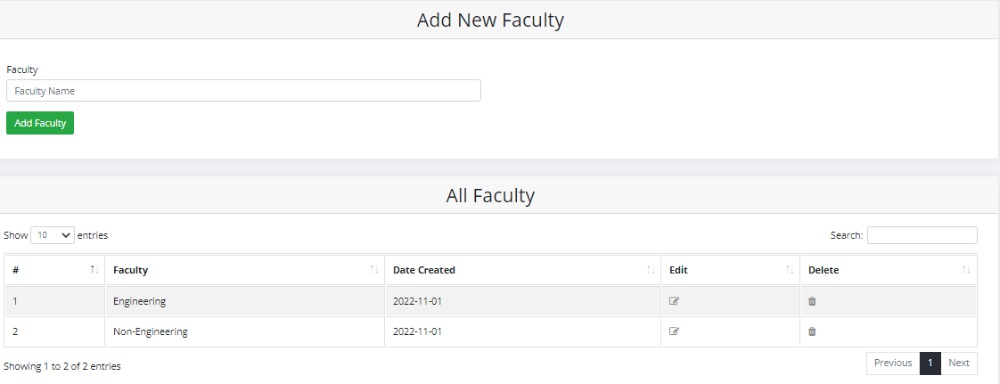 Add New Faculty
Faculty
Faculty Name
Add Faculty
All Faculty
Show 10 entries Search:
# Faculty Date Created Edit Delete
1 Engineering 2022-11-01
2 Non-Engineering 2022-11-01
Showing 1 to 2 of 2 entries Previous 1 Next